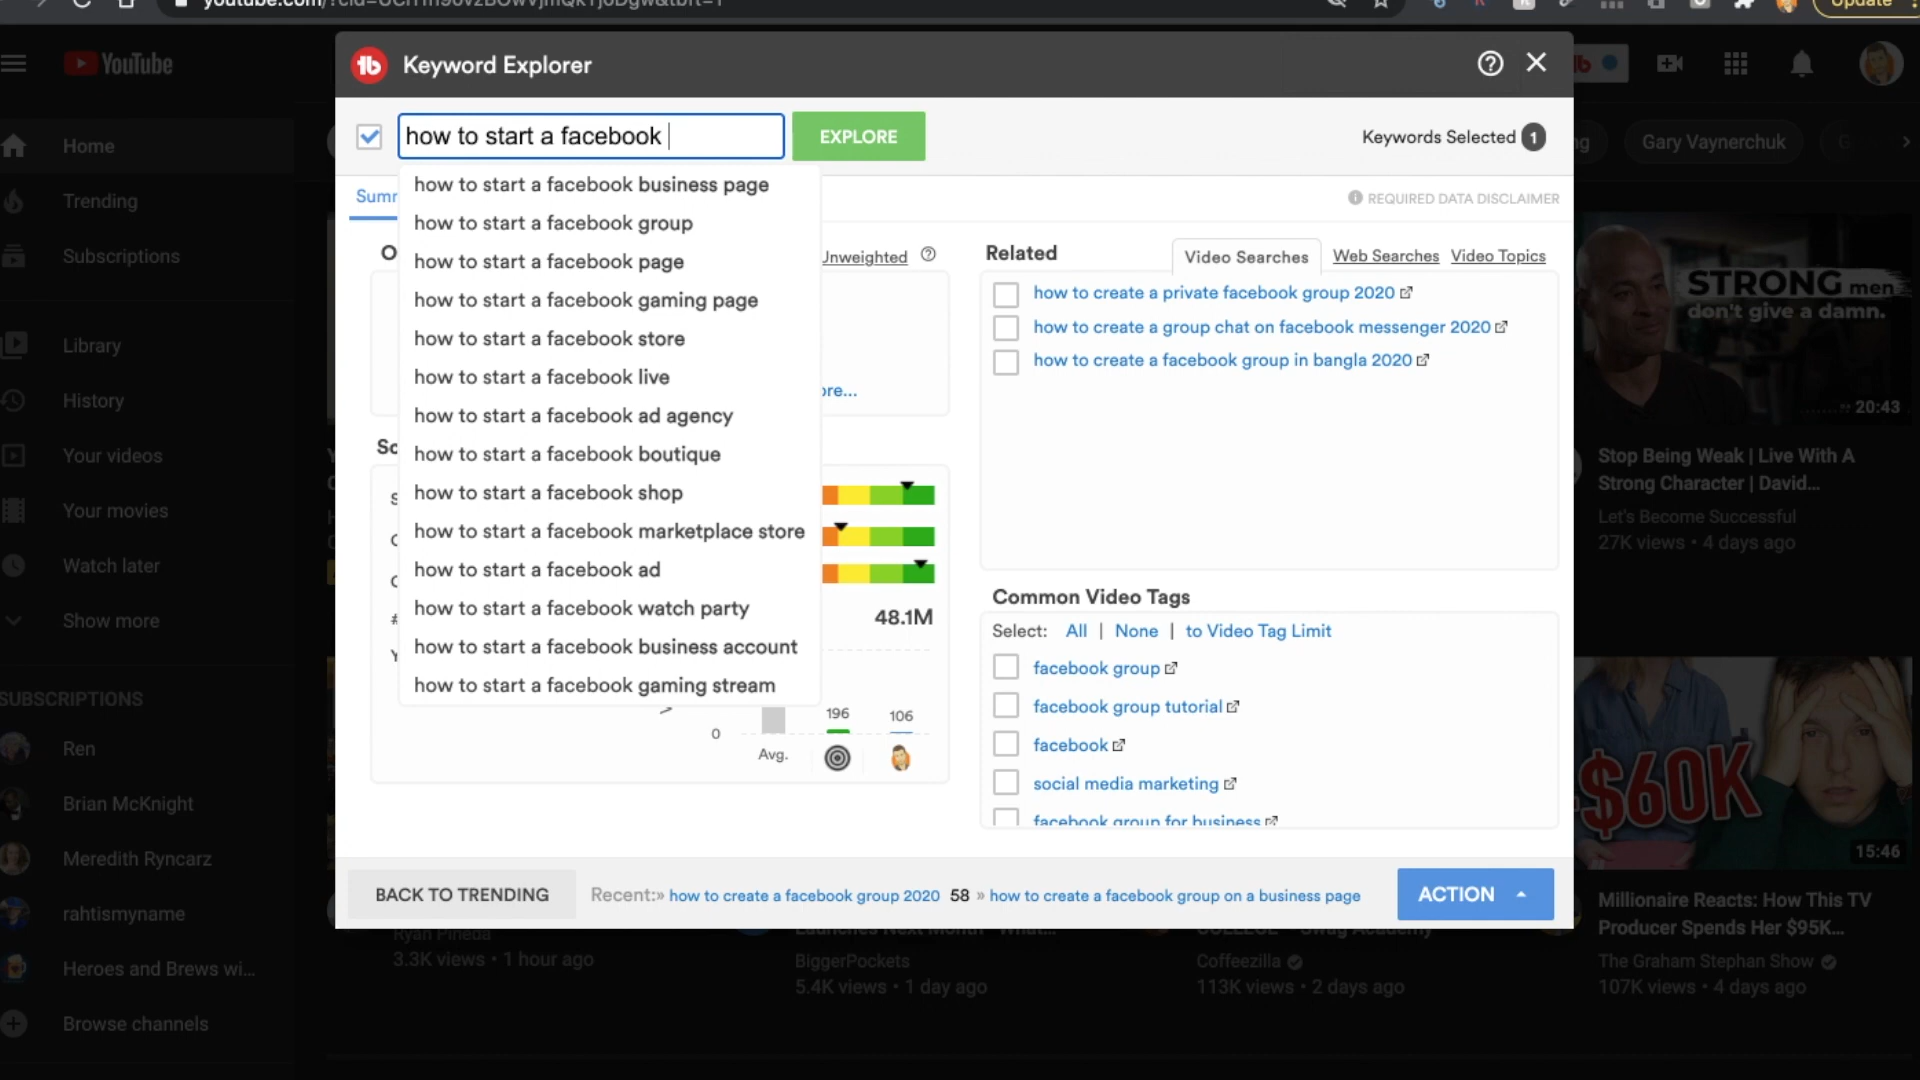 Update
YouTube
Keyword Explorer
how to start a facebook
EXPLORE
Keywords Selected 1
Gary Vaynerchuk
Home
Trending
Subscriptions
Library
History
Your videos
Your movies
Watch later
Show more
SUBSCRIPTIONS
Ren
Brian McKnight
Meredith Ryncarz
rahtismyname
Heroes and Brews wi...
Browse channels
how to start a facebook business page
how to start a facebook group
how to start a facebook page
how to start a facebook gaming page
how to start a facebook store
how to start a facebook live
how to start a facebook ad agency
how to start a facebook boutique
how to start a facebook shop
how to start a facebook marketplace store
how to start a facebook ad
how to start a facebook watch party
how to start a facebook business account
how to start a facebook gaming stream
REQUIRED DATA DISCLAIMER
Unweighted
48.1M
196
106
0
Avg.
Related
Video Searches
Web Searches
Video Topics
how to create a private facebook group 2020
how to create a group chat on facebook messenger 2020
how to create a facebook group in bangla 2020
Common Video Tags
Select: All | None | to Video Tag Limit
facebook group
facebook group tutorial
facebook
social media marketing
facebook group for business
BACK TO TRENDING
Recent:» how to create a facebook group 2020 58 » how to create a facebook group on a business page
ACTION
STRONG men
don't give a damn.
20:43
Stop Being Weak | Live With A
Strong Character | David...
Let's Become Successful
27K views • 4 days ago
$60K
15:46
Millionaire Reacts: How This TV
Producer Spends Her $95K...
The Graham Stephan Show
107K views • 4 days ago
Ryan Pineda
3.3K views • 1 hour ago
BiggerPockets
5.4K views • 1 day ago
Coffeezilla
113K views • 2 days ago